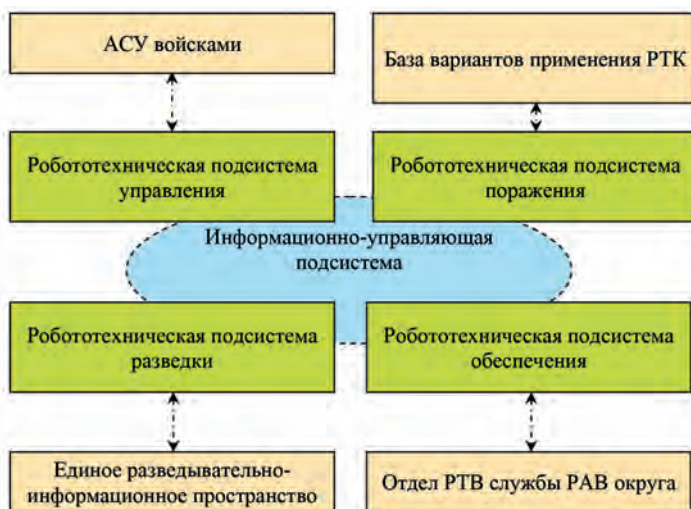 АСУ войсками
База вариантов применения РТК
Робототехническая подсистема
управления
Робототехническая подсистема
поражения
Информационно-управляющая
подсистема
Робототехническая подсистема
разведки
Робототехническая подсистема
обеспечения
Единое разведывательно-
информационное пространство
Отдел РТВ службы РАВ округа